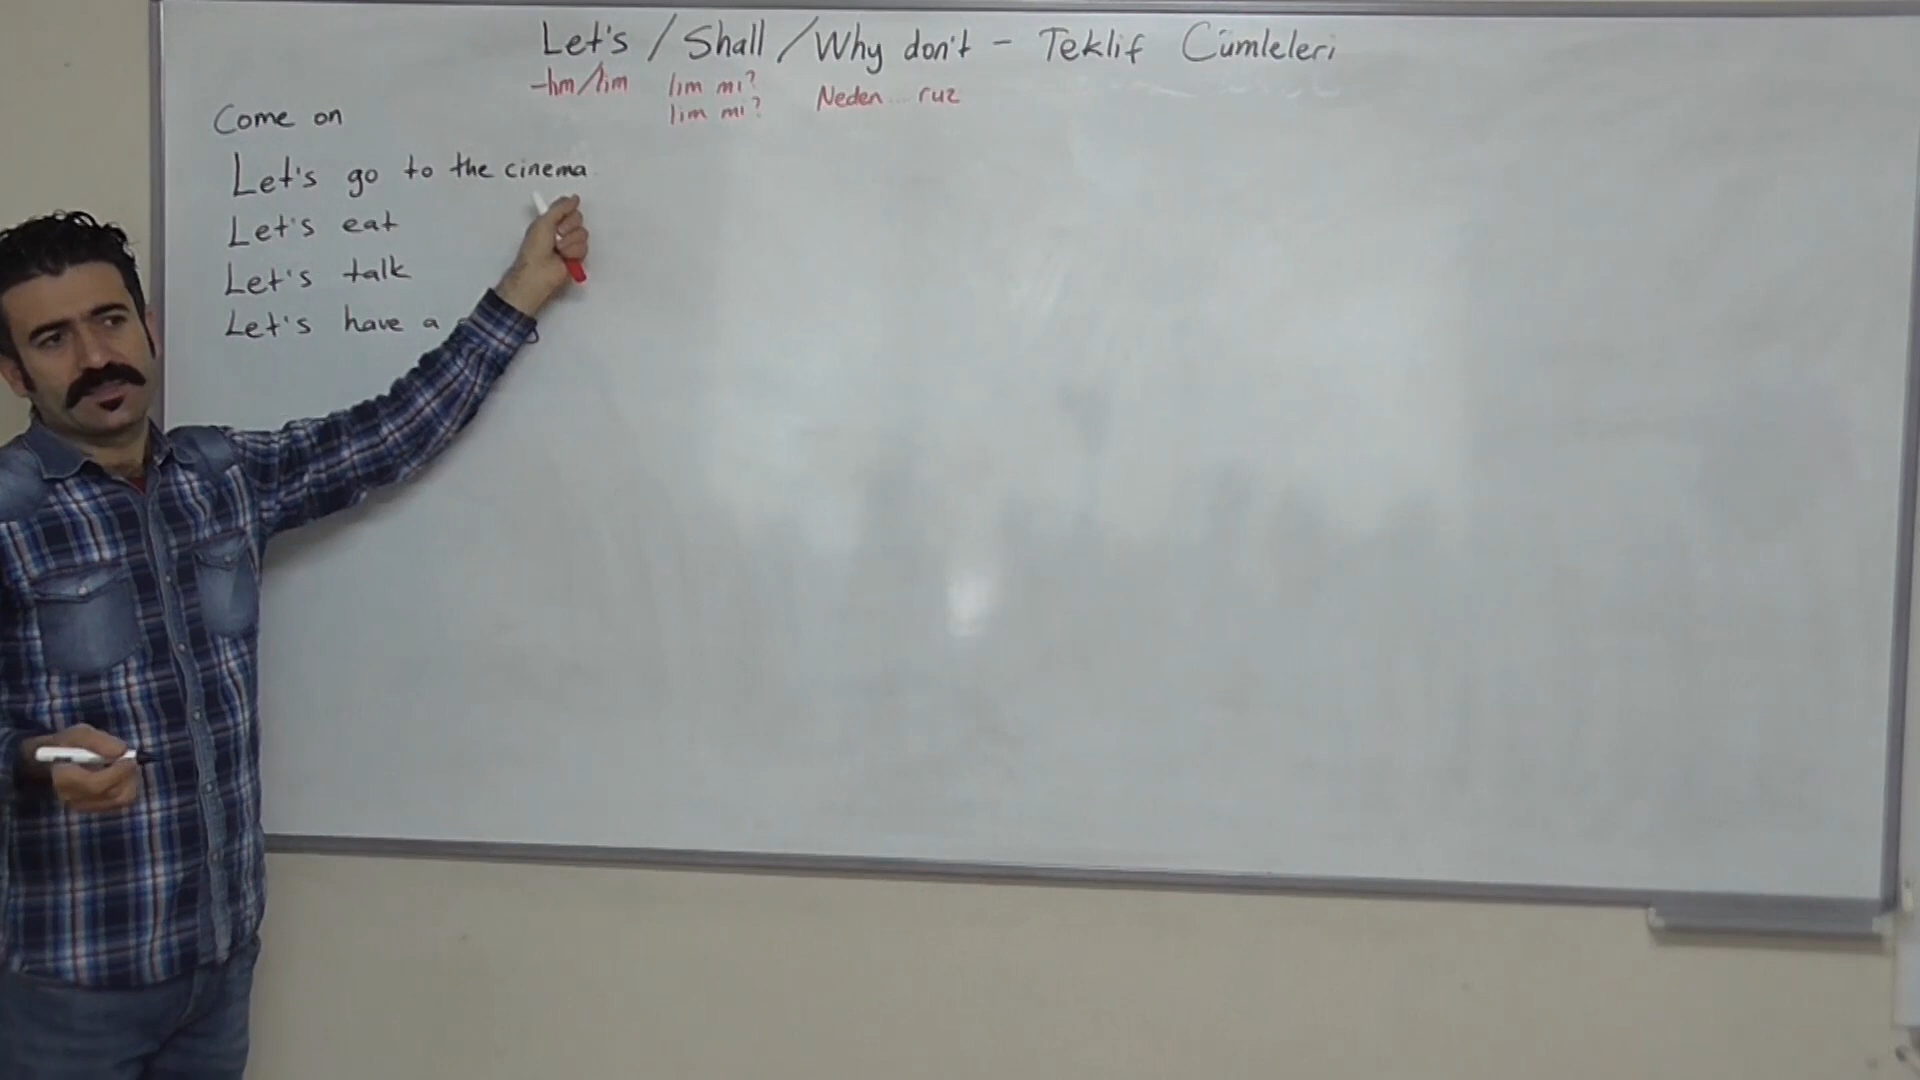 Let's / Shall / Why don't - Teklif Cümleleri
-lım/lim lım mı? Neden... ruz
lim mi?
Come on
Let's go to the cinema
Let's eat
Let's talk
Let's have a